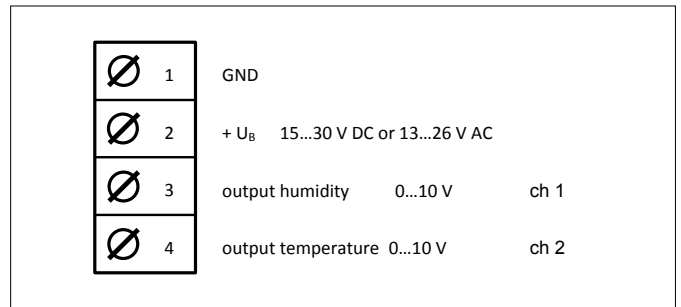 1 GND
2 + UB 15...30 V DC or 13...26 V AC
3 output humidity 0...10 V ch 1
4 output temperature 0...10 V ch 2